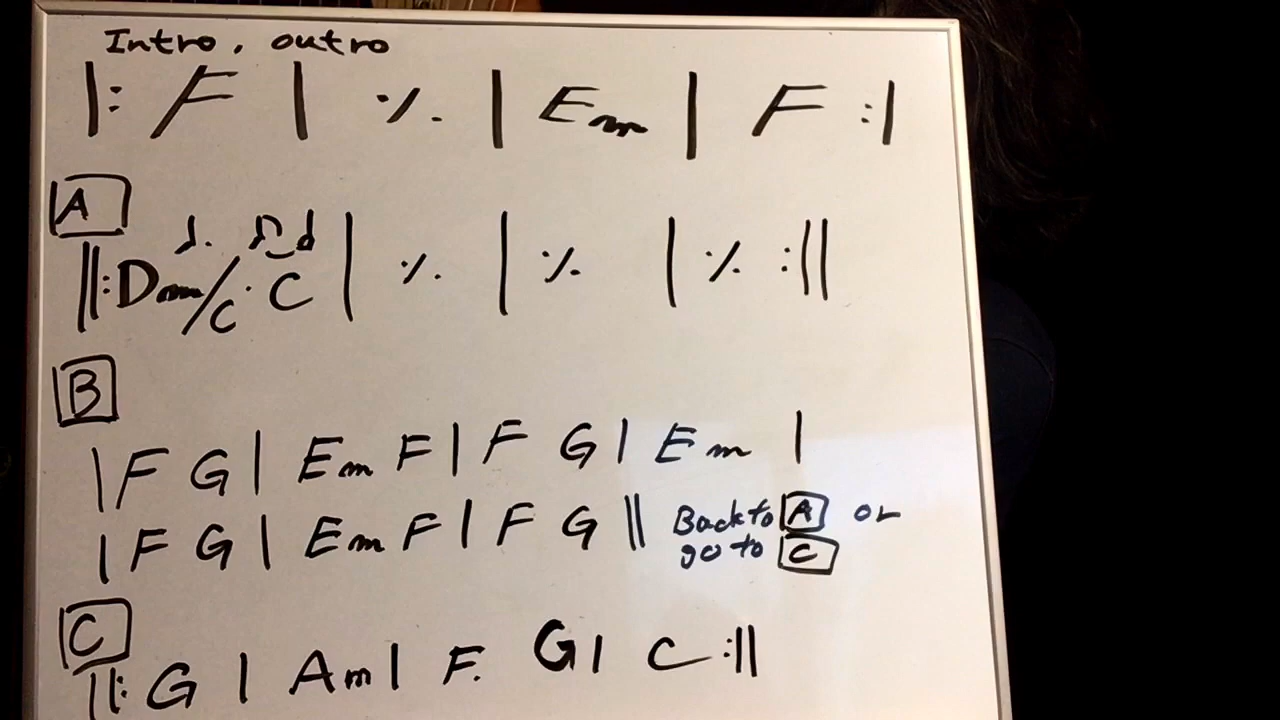 Intro, outro
|: F | ٪ | Em | F :|
A
♩. ♫ ♩
||: Dm/C · C | ٪ | ٪ | ٪ :||
B
| F G | Em F | F G | Em |
| F G | Em F | F G || Back to A or
go to C
C
||: G | Am | F. G | C :||